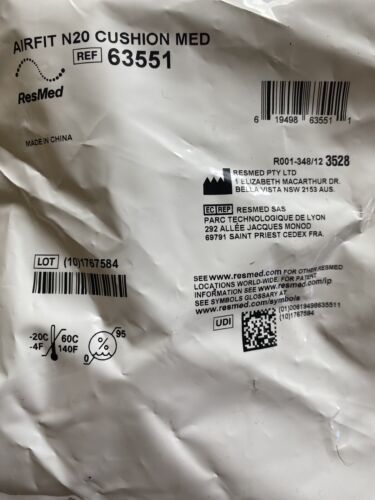 AIRFIT N20 CUSHION MED
REF 63551
ResMed
MADE IN CHINA
6 19498 63551 1
R001-348/12 3528
RESMED PTY LTD
1 ELIZABETH MACARTHUR DR.
BELLA VISTA NSW 2153 AUS.
EC REP RESMED SAS
PARC TECHNOLOGIQUE DE LYON
292 ALLÉE JACQUES MONOD
69791 SAINT PRIEST CEDEX FRA.
LOT (10)1767584
SEE www.resmed.com FOR OTHER RESMED
LOCATIONS WORLD-WIDE. FOR PATENT
INFORMATION SEE www.resmed.com/ip
SEE SYMBOLS GLOSSARY AT
www.resmed.com/symbols
-20C 60C
-4F 140F
0 % 95
UDI
(01)00619498635511
(10)1767584